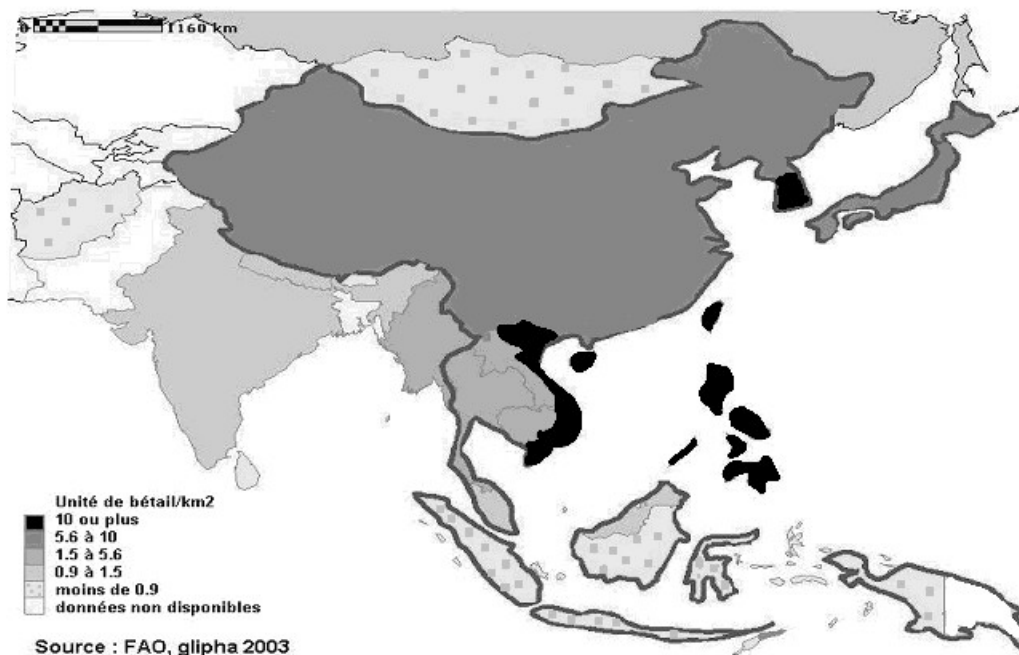 0 1160 km
Unité de bétail/km2
10 ou plus
5.6 à 10
1.5 à 5.6
0.9 à 1.5
moins de 0.9
données non disponibles
Source : FAO, glipha 2003